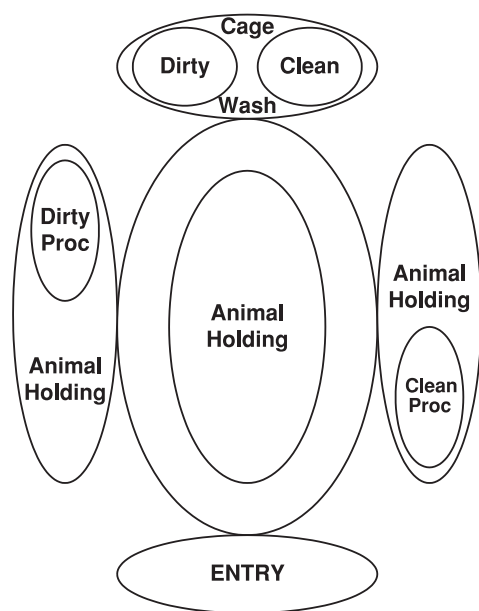 Cage
Dirty
Clean
Wash
Dirty
Proc
Animal
Holding
Animal
Holding
Animal
Holding
Clean
Proc
ENTRY